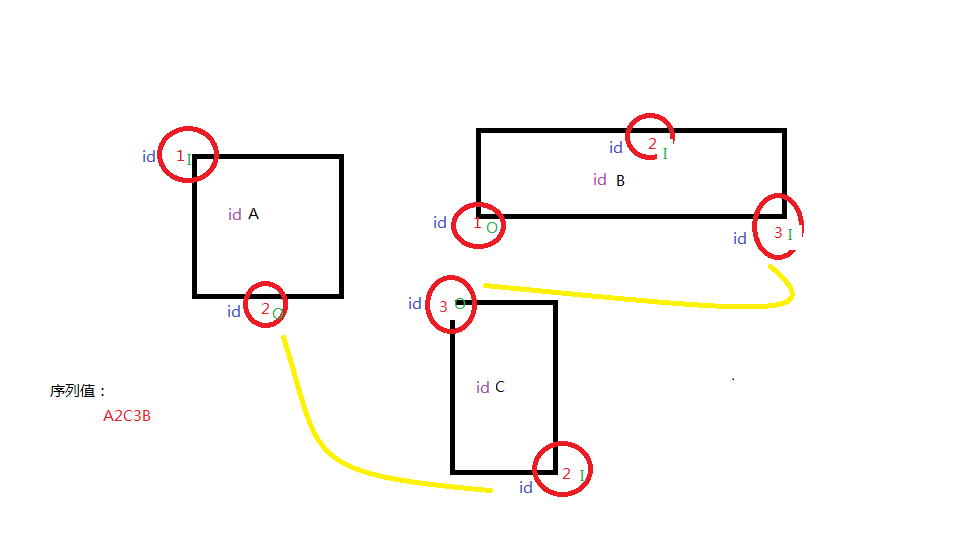 id 1 I
id A
id 2 O
id 2 I
id B
id 1 O
id 3 I
id 3 O
id C
id 2 I
序列值：
A2C3B